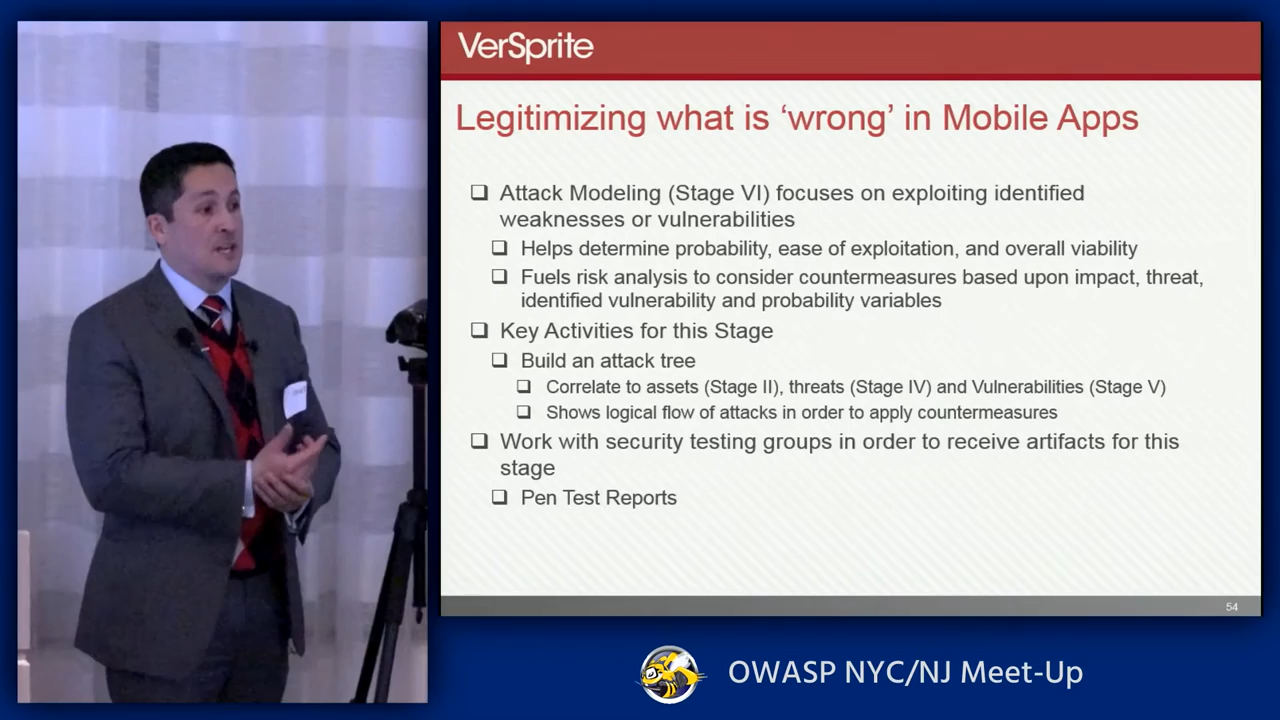 VerSprite
Legitimizing what is ‘wrong’ in Mobile Apps
Attack Modeling (Stage VI) focuses on exploiting identified
weaknesses or vulnerabilities
Helps determine probability, ease of exploitation, and overall viability
Fuels risk analysis to consider countermeasures based upon impact, threat,
identified vulnerability and probability variables
Key Activities for this Stage
Build an attack tree
Correlate to assets (Stage II), threats (Stage IV) and Vulnerabilities (Stage V)
Shows logical flow of attacks in order to apply countermeasures
Work with security testing groups in order to receive artifacts for this
stage
Pen Test Reports
54
OWASP NYC/NJ Meet-Up